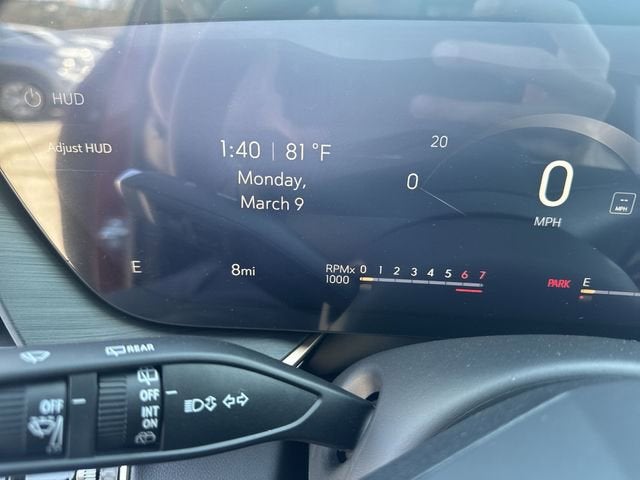 HUD
Adjust HUD
1:40 | 81 °F
Monday,
March 9
20
0
0
MPH
--
MPH
E
8mi
RPMx
1000
0 1 2 3 4 5 6 7
PARK
E
REAR
OFF
OFF
INT
ON